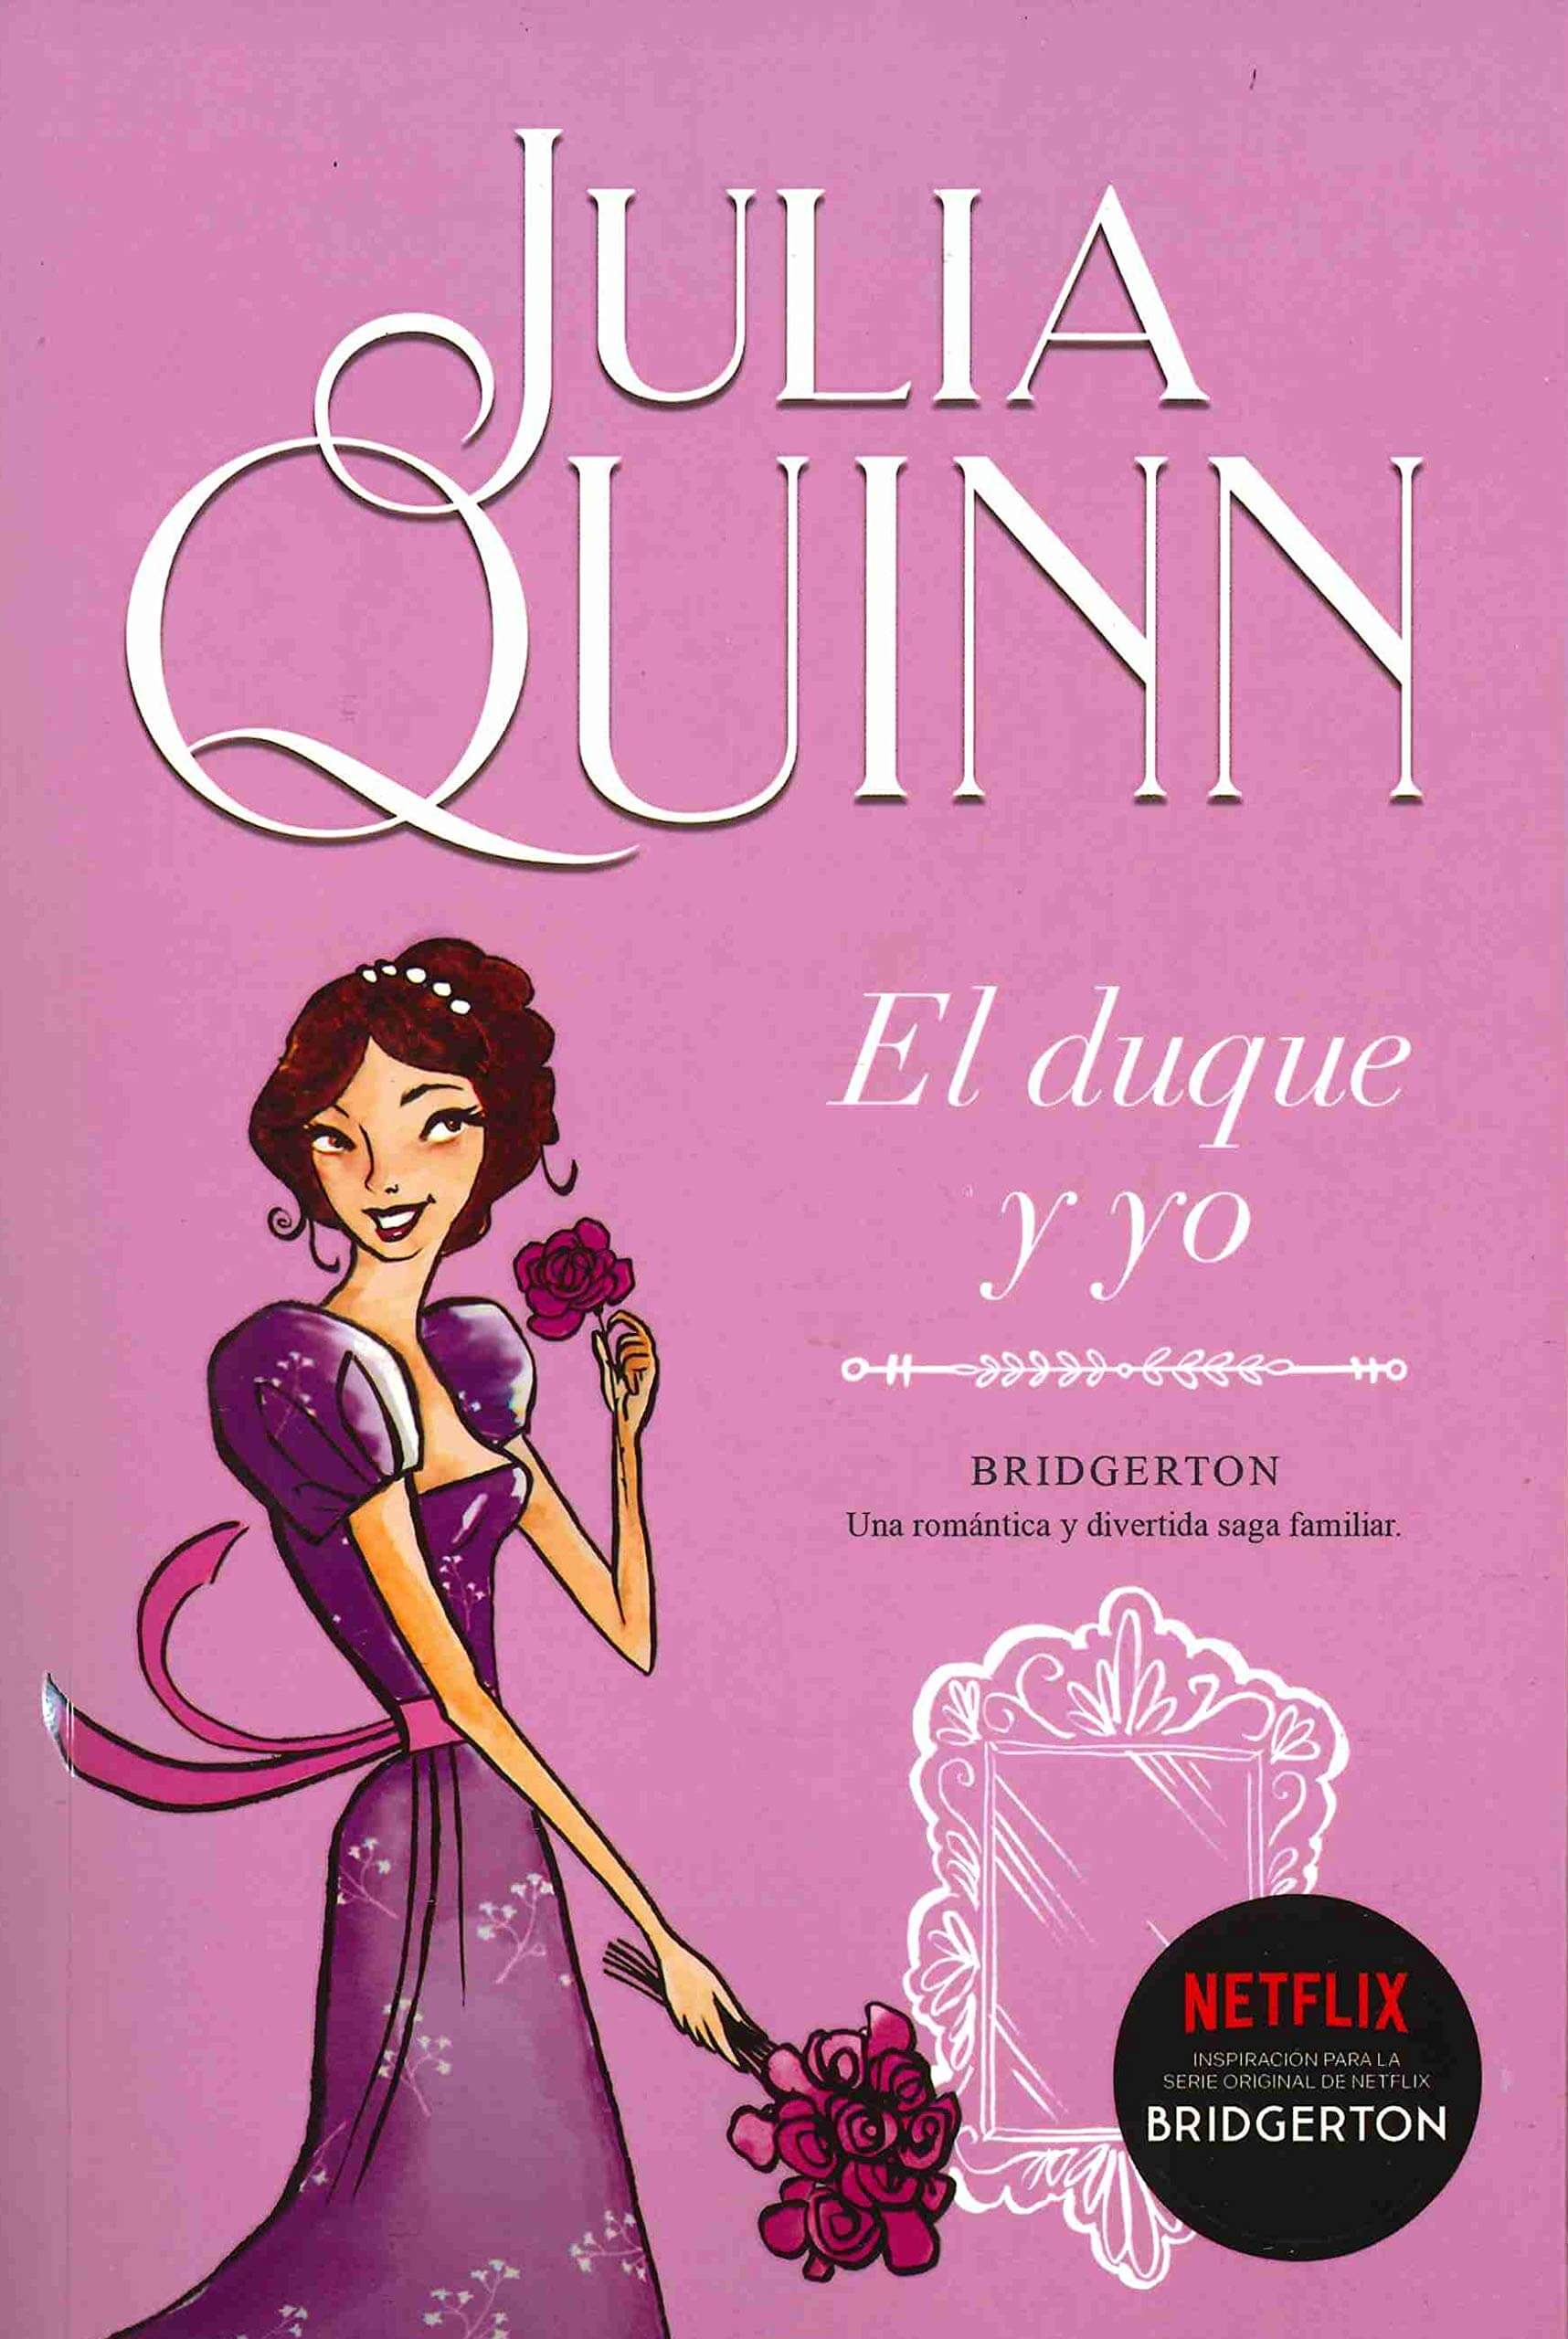 JULIA
QUINN
El duque
y yo
BRIDGERTON
Una romántica y divertida saga familiar.
NETFLIX
INSPIRACIÓN PARA LA
SERIE ORIGINAL DE NETFLIX
BRIDGERTON